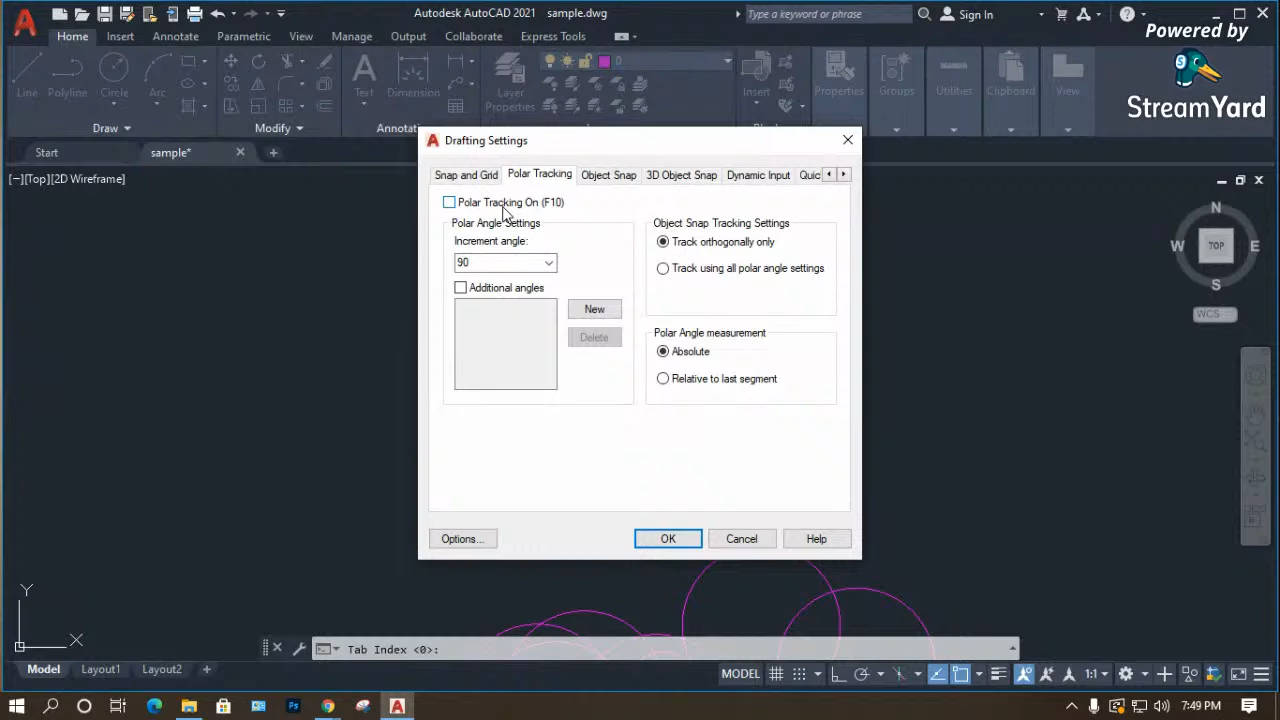 Autodesk AutoCAD 2021 sample.dwg
Type a keyword or phrase
Sign In
Powered by
StreamYard
Home Insert Annotate Parametric View Manage Output Collaborate Express Tools
Line Polyline Circle Arc
Text Dimension
Layer
Properties
0
Insert
Properties Groups Utilities Clipboard View
Draw Modify
Start sample*
[−][Top][2D Wireframe]
N
W TOP E
S
WCS
Drafting Settings
Snap and Grid Polar Tracking Object Snap 3D Object Snap Dynamic Input Quic
Polar Tracking On (F10)
Polar Angle Settings
Increment angle:
90
Additional angles
New
Delete
Object Snap Tracking Settings
Track orthogonally only
Track using all polar angle settings
Polar Angle measurement
Absolute
Relative to last segment
Options... OK Cancel Help
Y
X
Tab Index <0>:
Model Layout1 Layout2 +
MODEL 1:1
7:49 PM